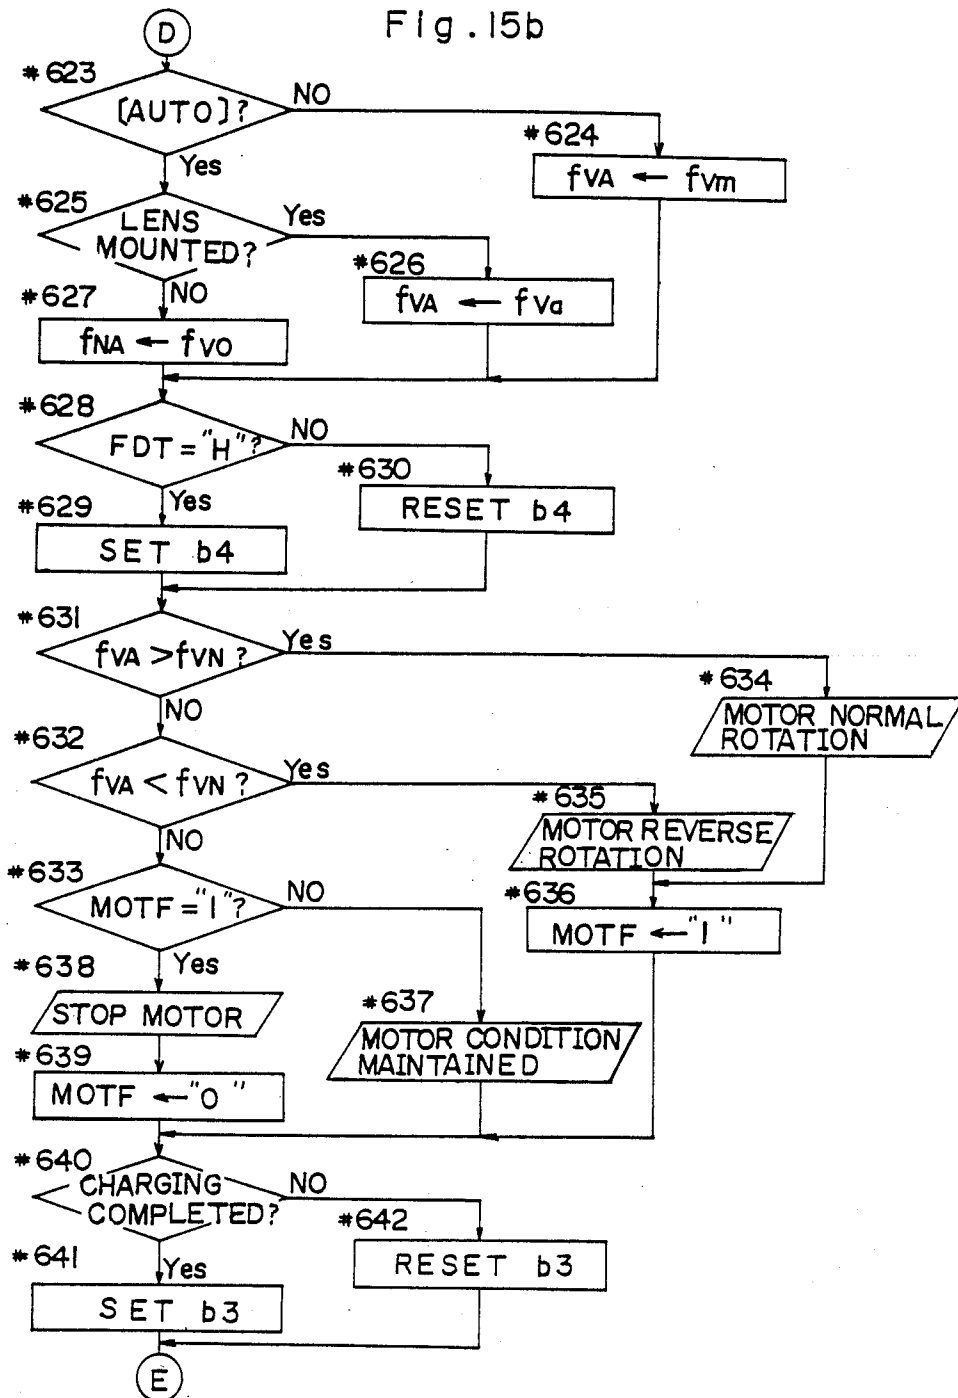 Fig.15b
D
#623
[AUTO]?
NO
Yes
#624
fVA ← fVm
#625
LENS
MOUNTED?
Yes
NO
#626
fVA ← fVa
#627
fNA ← fVO
#628
FDT="H"?
NO
Yes
#630
RESET b4
#629
SET b4
#631
fVA >fVN ?
Yes
NO
#634
MOTOR NORMAL
ROTATION
#632
fVA < fVN ?
Yes
NO
#635
MOTOR REVERSE
ROTATION
#633
MOTF="1"?
NO
Yes
#636
MOTF ← "1"
#638
STOP MOTOR
#637
MOTOR CONDITION
MAINTAINED
#639
MOTF ← "0"
#640
CHARGING
COMPLETED?
NO
Yes
#642
RESET b3
#641
SET b3
E